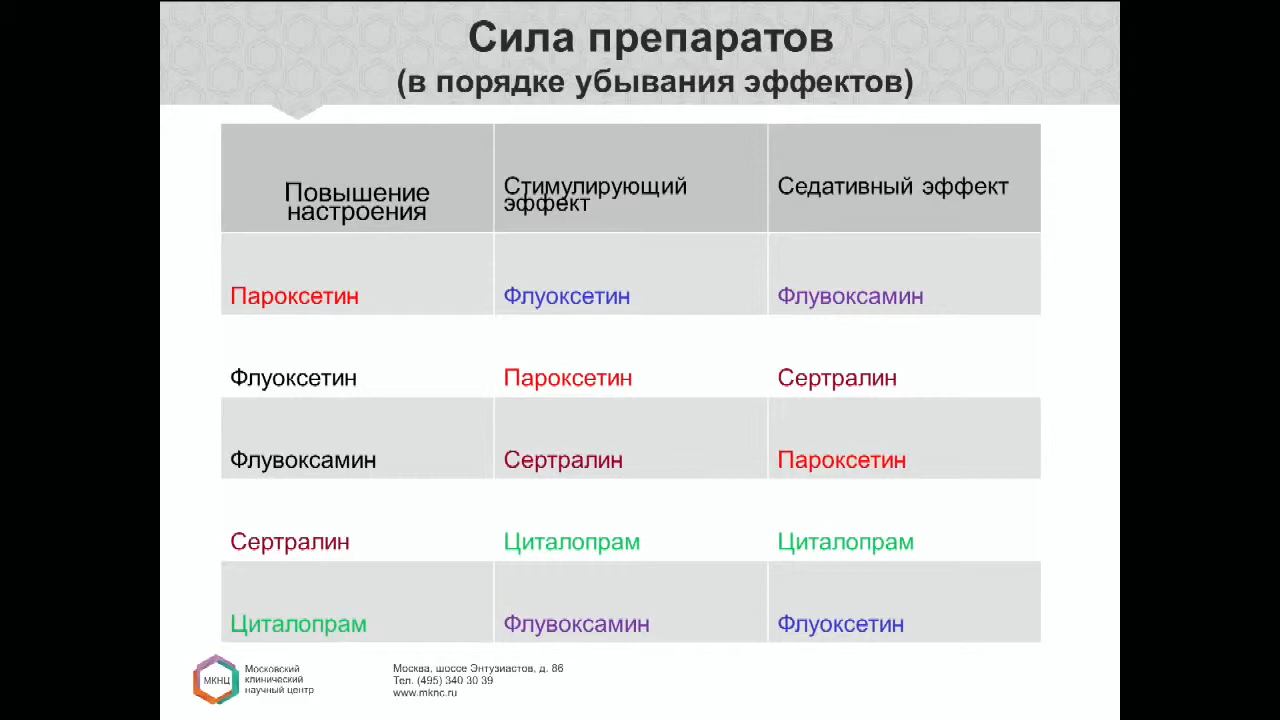 Сила препаратов
(в порядке убывания эффектов)
Повышение
настроения
Стимулирующий
эффект
Седативный эффект
Пароксетин
Флуоксетин
Флувоксамин
Флуоксетин
Пароксетин
Сертралин
Флувоксамин
Сертралин
Пароксетин
Сертралин
Циталопрам
Циталопрам
Циталопрам
Флувоксамин
Флуоксетин
МКНЦ
Московский
клинический
научный центр
Москва, шоссе Энтузиастов, д. 86
Тел. (495) 340 30 39
www.mknc.ru